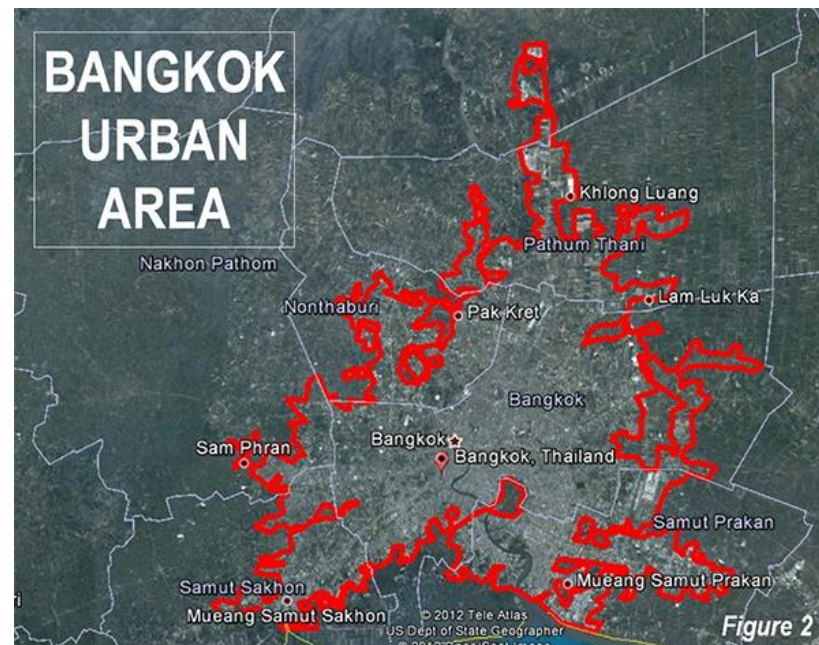 BANGKOK
URBAN
AREA
Khlong Luang
Pathum Thani
Nakhon Pathom
Nonthaburi
Lam Luk Ka
Pak Kret
Bangkok
Bangkok
Sam Phran
Bangkok, Thailand
Samut Prakan
Mueang Samut Prakan
Samut Sakhon
ri
Mueang Samut Sakhon
© 2012 Tele Atlas
US Dept of State Geographer
Figure 2